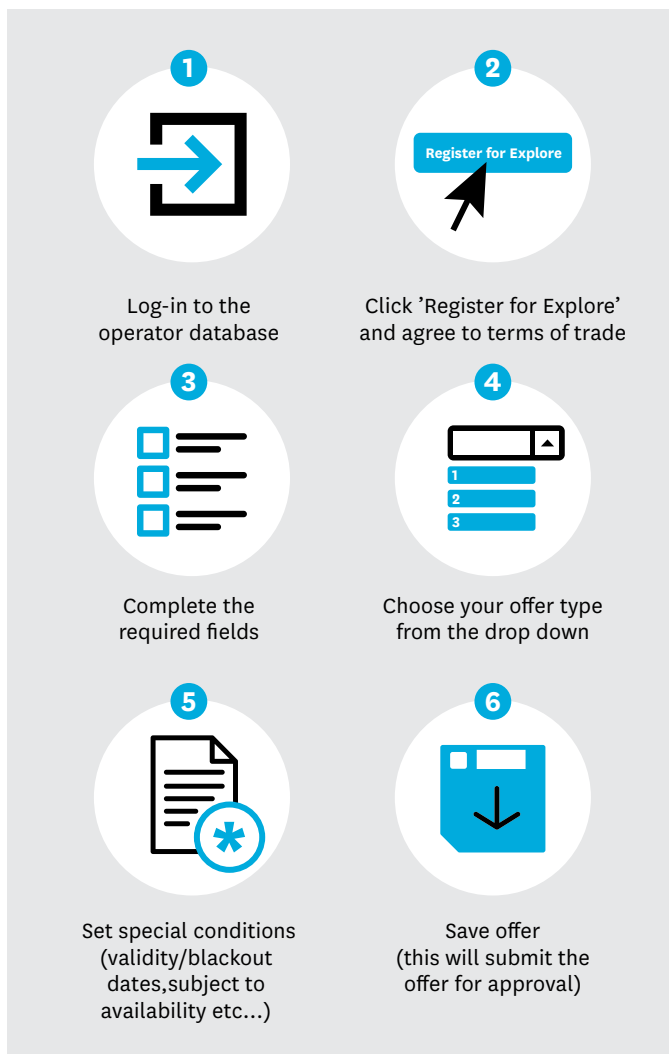 1
Log-in to the
operator database
2
Register for Explore
Click ’Register for Explore’
and agree to terms of trade
3
Complete the
required fields
4
1
2
3
Choose your offer type
from the drop down
5
*
Set special conditions
(validity/blackout
dates,subject to
availability etc...)
6
Save offer
(this will submit the
offer for approval)